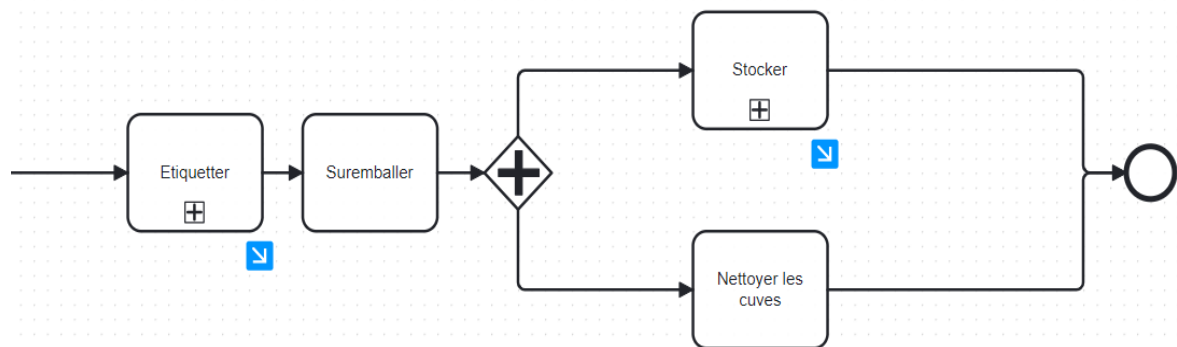 Etiquetter
Suremballer
Stocker
Nettoyer les
cuves